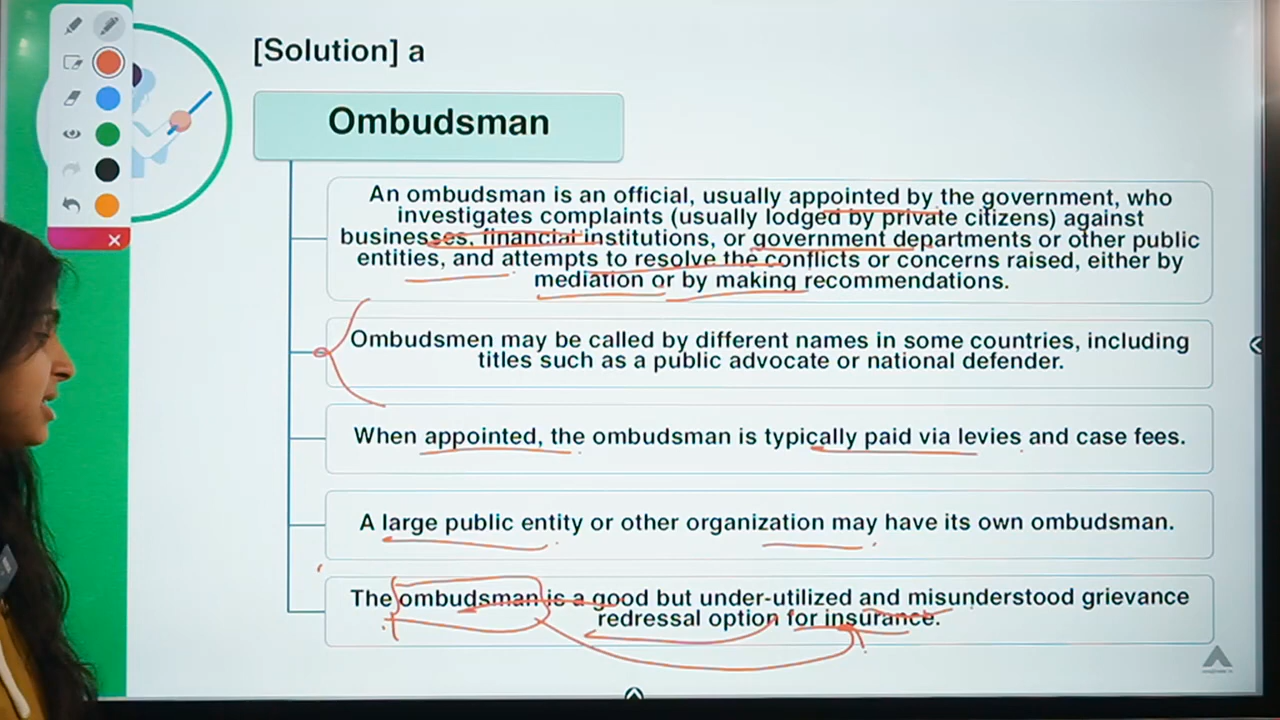 [Solution] a
Ombudsman
An ombudsman is an official, usually appointed by the government, who
investigates complaints (usually lodged by private citizens) against
businesses, financial institutions, or government departments or other public
entities, and attempts to resolve the conflicts or concerns raised, either by
mediation or by making recommendations.
Ombudsmen may be called by different names in some countries, including
titles such as a public advocate or national defender.
When appointed, the ombudsman is typically paid via levies and case fees.
A large public entity or other organization may have its own ombudsman.
The ombudsman is a good but under-utilized and misunderstood grievance
redressal option for insurance.